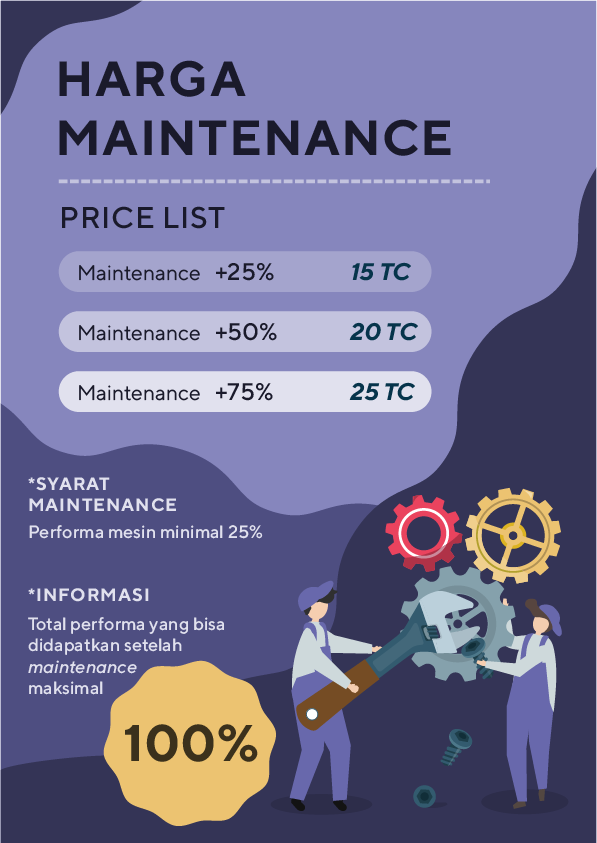 HARGA
MAINTENANCE
PRICE LIST
Maintenance +25% 15 TC
Maintenance +50% 20 TC
Maintenance +75% 25 TC
*SYARAT
MAINTENANCE
Performa mesin minimal 25%
*INFORMASI
Total performa yang bisa
didapatkan setelah
maintenance
maksimal
100%